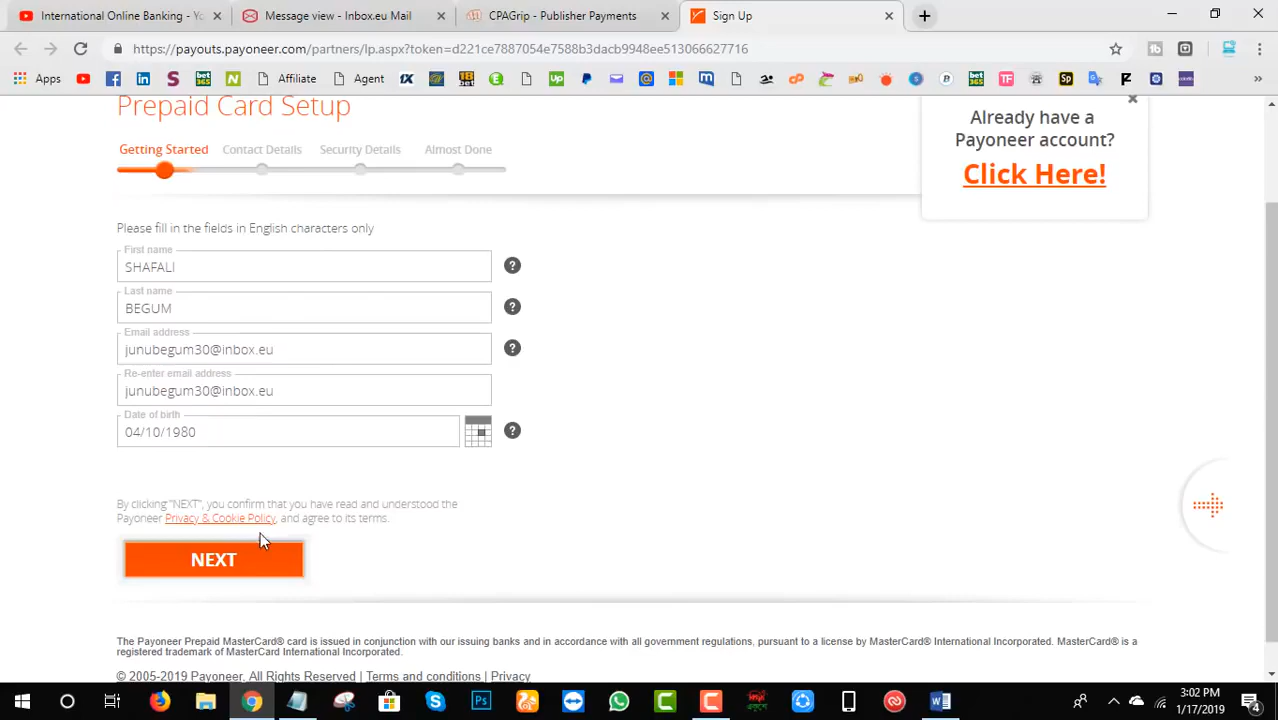 International Online Banking - Yo
Message view - Inbox.eu Mail
CPAGrip - Publisher Payments
Sign Up
https://payouts.payoneer.com/partners/lp.aspx?token=d221ce7887054e7588b3dacb9948ee513066627716
Apps
Affiliate
Agent
Prepaid Card Setup
Getting Started
Contact Details
Security Details
Almost Done
Already have a
Payoneer account?
Click Here!
Please fill in the fields in English characters only
First name
SHAFALI
Last name
BEGUM
Email address
junubegum30@inbox.eu
Re-enter email address
junubegum30@inbox.eu
Date of birth
04/10/1980
By clicking "NEXT", you confirm that you have read and understood the
Payoneer Privacy & Cookie Policy, and agree to its terms.
NEXT
The Payoneer Prepaid MasterCard® card is issued in conjunction with our issuing banks and in accordance with all government regulations, pursuant to a license by MasterCard® International Incorporated. MasterCard® is a
registered trademark of MasterCard International Incorporated.
© 2005-2019 Payoneer, All Rights Reserved | Terms and conditions | Privacy
3:02 PM
1/17/2019